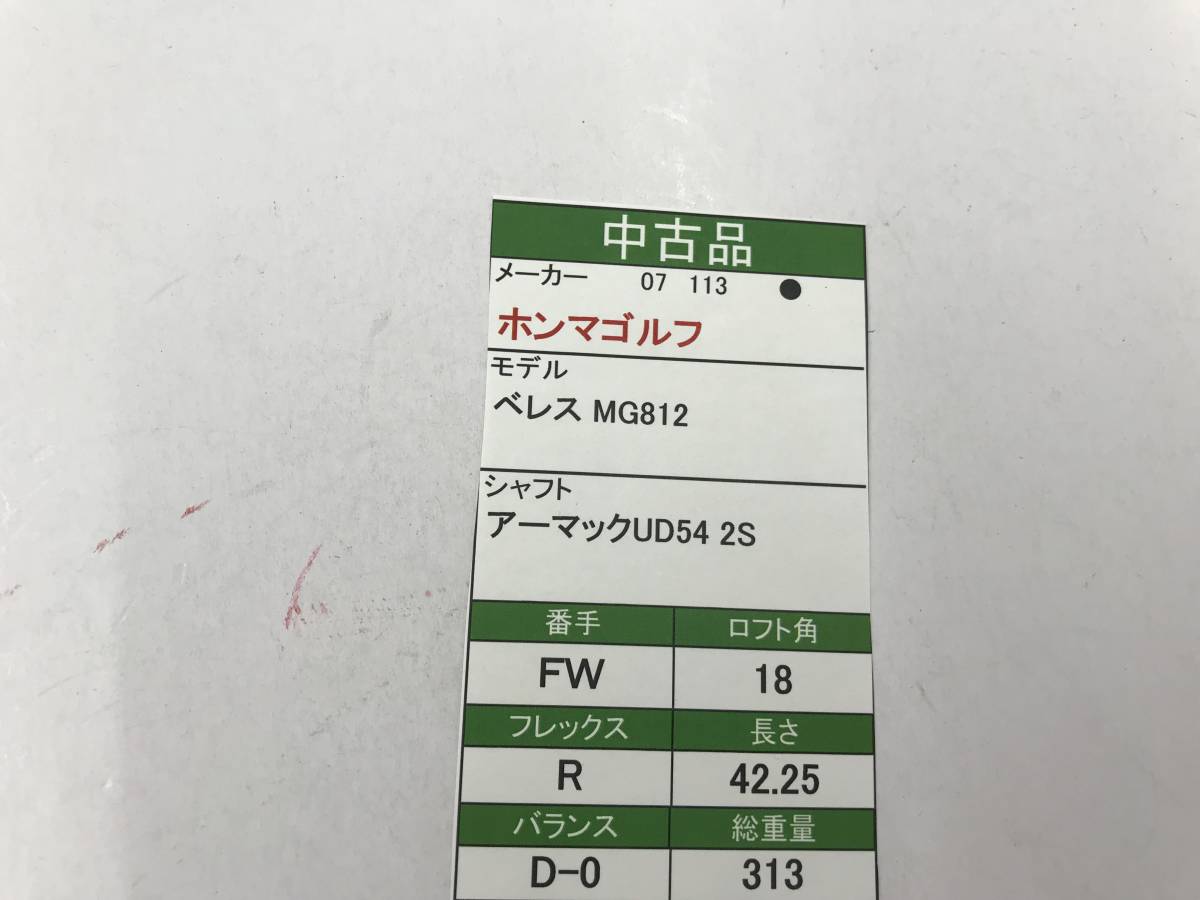 中古品
メーカー 07 113 ●
ホンマゴルフ
モデル
ベレス MG812
シャフト
アーマックUD54 2S
番手 ロフト角
FW 18
フレックス 長さ
R 42.25
バランス 総重量
D-0 313